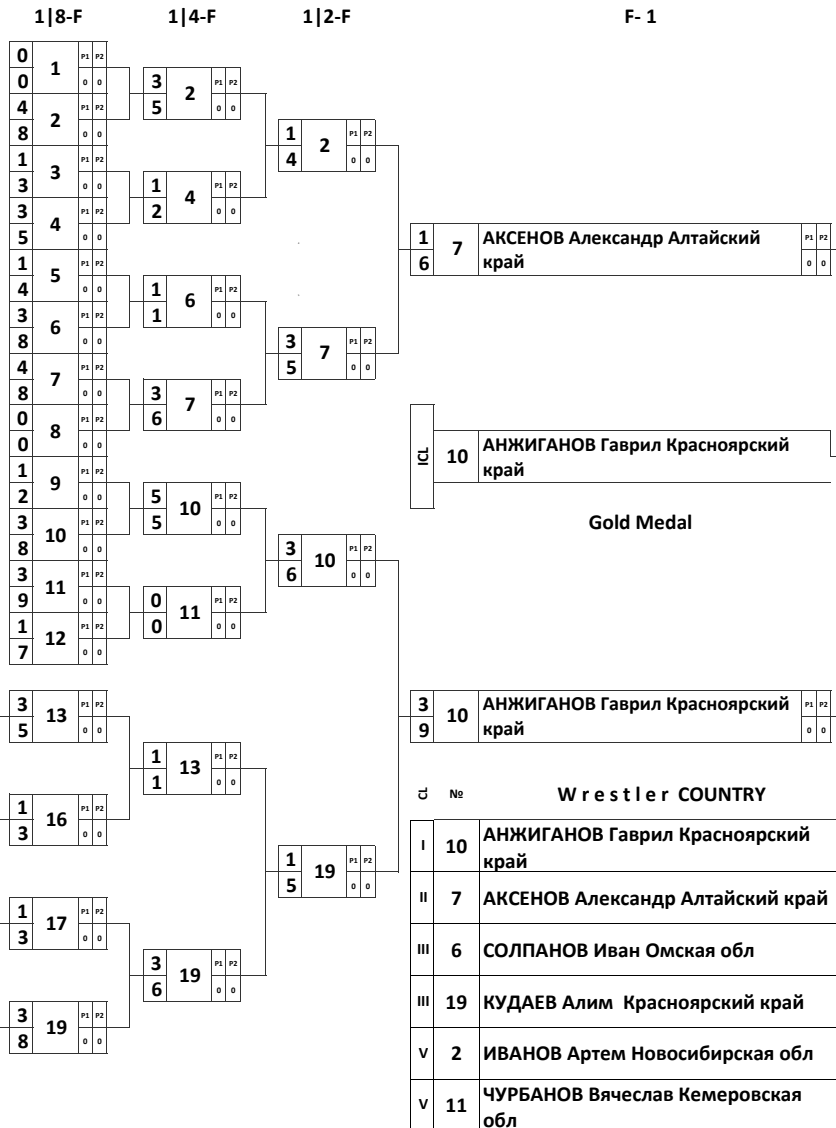 1|8-F
0 P1 P2
1
0 0 0
4 P1 P2
2
8 0 0
1 P1 P2
3
3 0 0
3 P1 P2
4
5 0 0
1 P1 P2
5
4 0 0
3 P1 P2
6
8 0 0
4 P1 P2
7
8 0 0
0 P1 P2
8
0 0 0
1 P1 P2
9
2 0 0
3 P1 P2
10
8 0 0
3 P1 P2
11
9 0 0
1 P1 P2
12
7 0 0
3 P1 P2
13
5 0 0
1 P1 P2
16
3 0 0
1 P1 P2
17
3 0 0
3 P1 P2
19
8 0 0
1|4-F
3 P1 P2
2
5 0 0
1 P1 P2
4
2 0 0
1 P1 P2
6
1 0 0
3 P1 P2
7
6 0 0
5 P1 P2
10
5 0 0
0 P1 P2
11
0 0 0
1 P1 P2
13
1 0 0
3 P1 P2
19
6 0 0
1|2-F
1 P1 P2
2
4 0 0
3 P1 P2
7
5 0 0
3 P1 P2
10
6 0 0
1 P1 P2
19
5 0 0
F- 1
1 АКСЕНОВ Александр Алтайский P1 P2
7
6 край 0 0
ICL 10 АНЖИГАНОВ Гаврил Красноярский
край
Gold Medal
3 АНЖИГАНОВ Гаврил Красноярский P1 P2
10
9 край 0 0
CL № Wrestler COUNTRY
I 10 АНЖИГАНОВ Гаврил Красноярский
край
II 7 АКСЕНОВ Александр Алтайский край
III 6 СОЛПАНОВ Иван Омская обл
III 19 КУДАЕВ Алим Красноярский край
V 2 ИВАНОВ Артем Новосибирская обл
V 11 ЧУРБАНОВ Вячеслав Кемеровская
обл